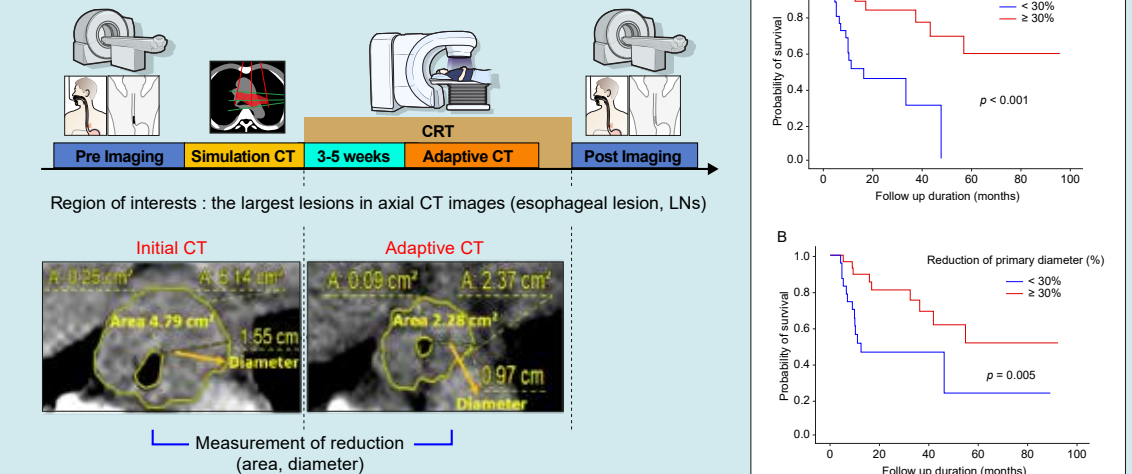 CRT
Pre Imaging
Simulation CT
3-5 weeks
Adaptive CT
Post Imaging
Region of interests : the largest lesions in axial CT images (esophageal lesion, LNs)
Initial CT
Adaptive CT
A: 0.25 cm²
A: 5.14 cm²
Area 4.79 cm²
1.55 cm
Diameter
A: 0.09 cm²
A: 2.37 cm²
Area 2.28 cm²
0.97 cm
Diameter
Measurement of reduction
(area, diameter)
< 30%
≥ 30%
Probability of survival
0.8
0.6
0.4
0.2
0.0
p < 0.001
0 20 40 60 80 100
Follow up duration (months)
B
Reduction of primary diameter (%)
< 30%
≥ 30%
Probability of survival
1.0
0.8
0.6
0.4
0.2
0.0
p = 0.005
0 20 40 60 80 100
Follow up duration (months)